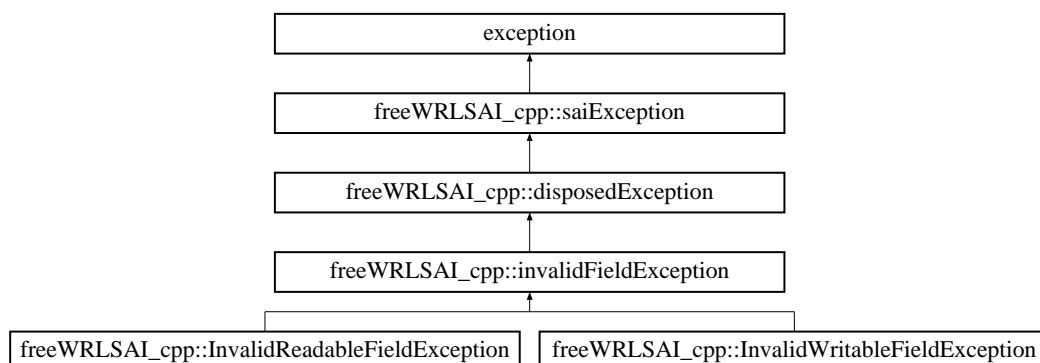 exception
freeWRLSAI_cpp::saiException
freeWRLSAI_cpp::disposedException
freeWRLSAI_cpp::invalidFieldException
freeWRLSAI_cpp::InvalidReadableFieldException
freeWRLSAI_cpp::InvalidWritableFieldException